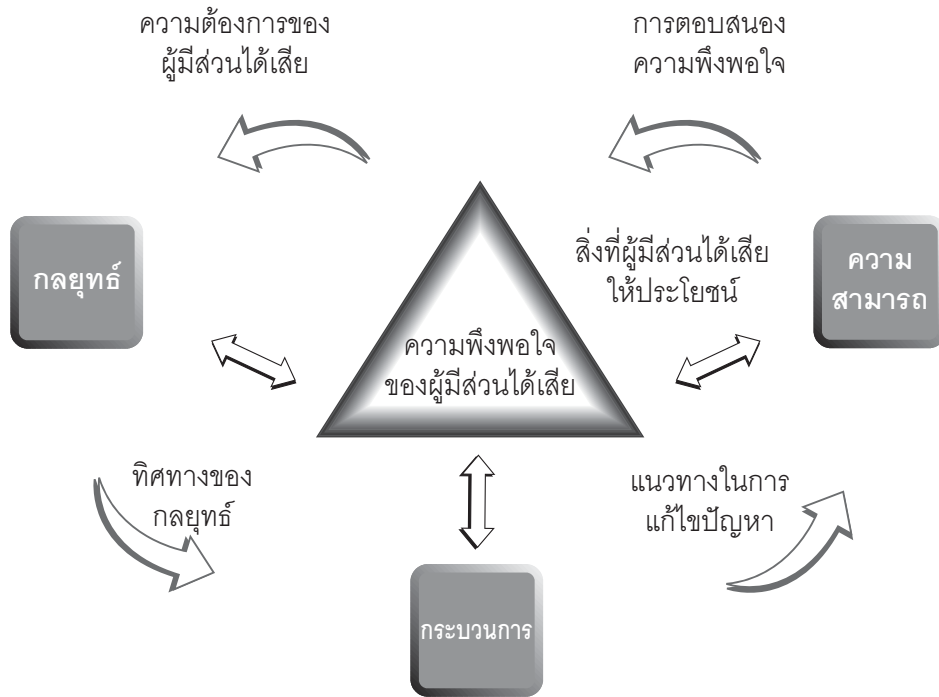 ความต้องการของ
ผู้มีส่วนได้เสีย
การตอบสนอง
ความพึงพอใจ
กลยุทธ์
สิ่งที่ผู้มีส่วนได้เสีย
ให้ประโยชน์
ความ
สามารถ
ความพึงพอใจ
ของผู้มีส่วนได้เสีย
ทิศทางของ
กลยุทธ์
แนวทางในการ
แก้ไขปัญหา
กระบวนการ